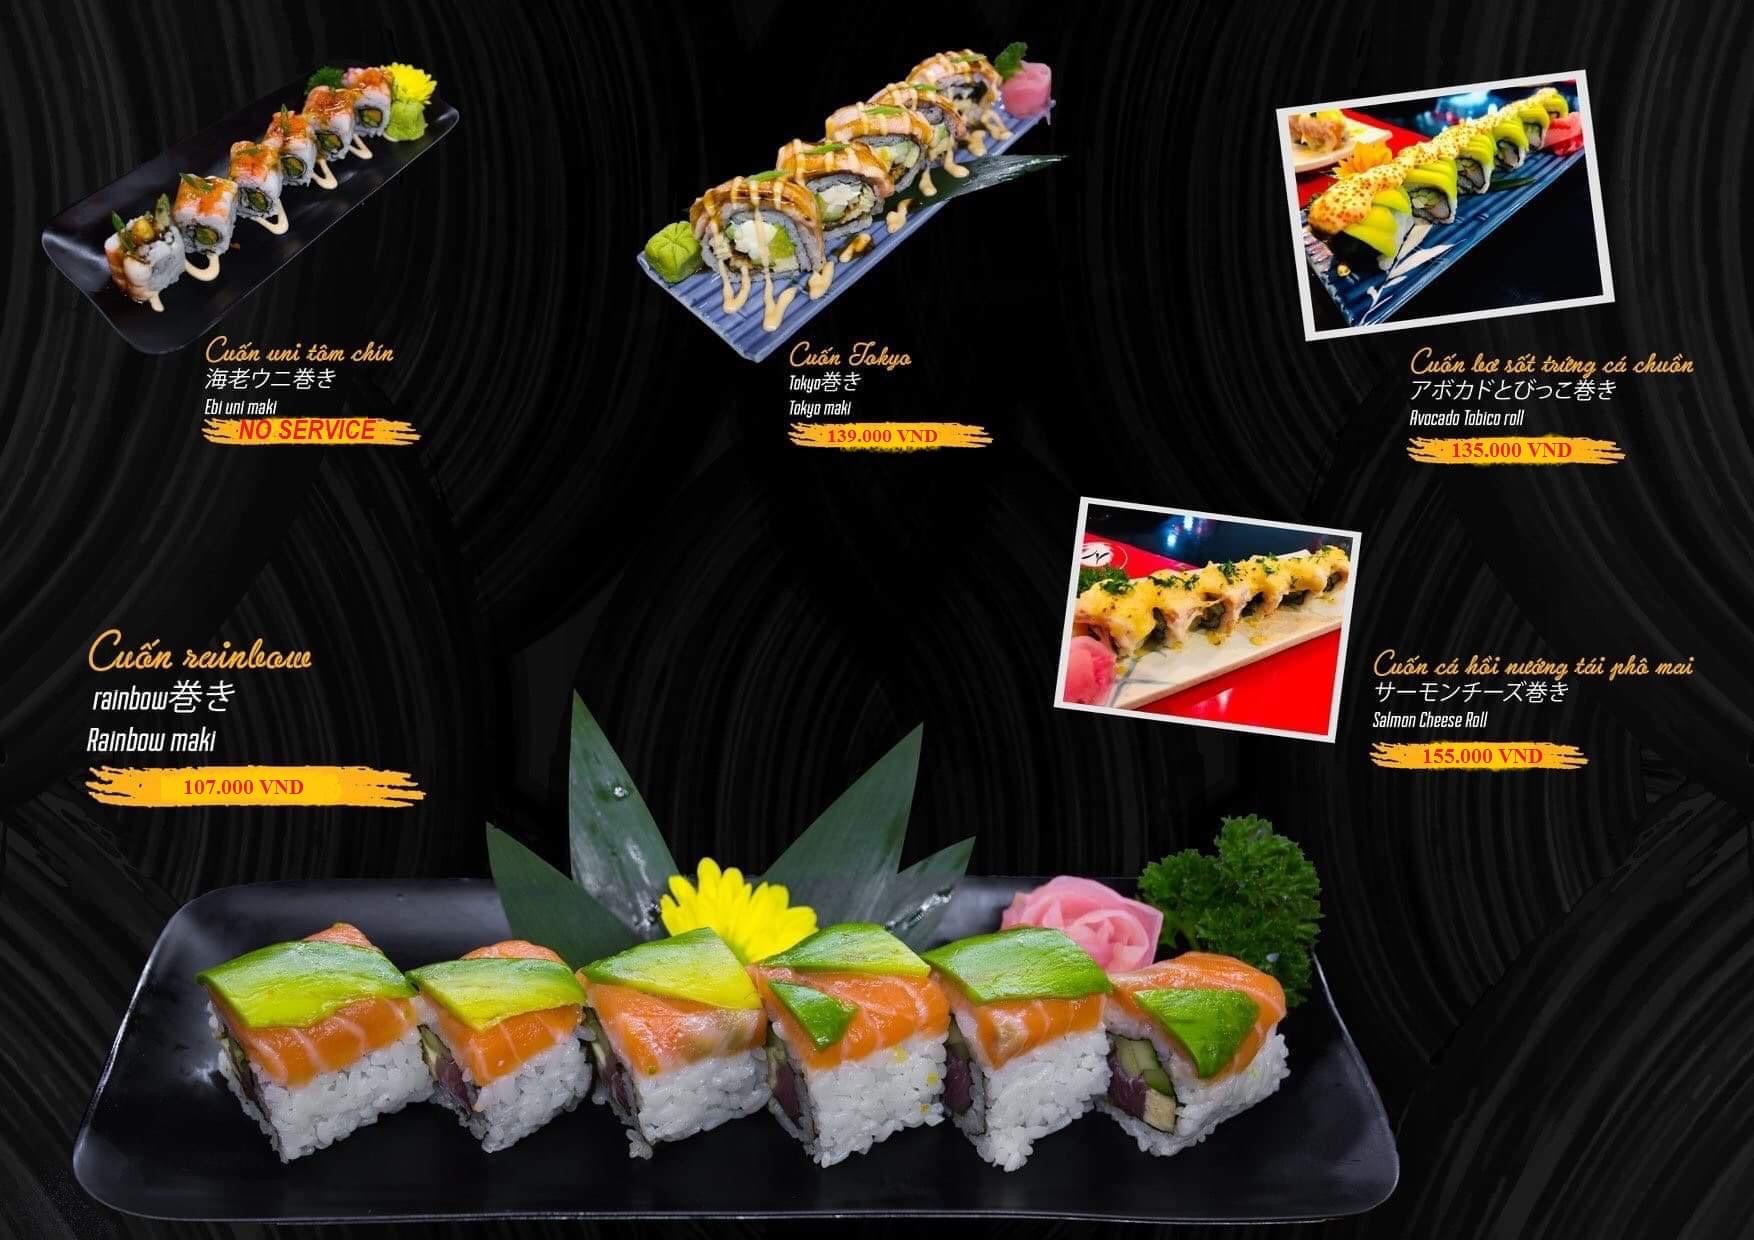 Cuốn uni tôm chín
海老ウニ巻き
Ebi uni maki
NO SERVICE
Cuốn Tokyo
Tokyo巻き
Tokyo maki
139.000 VND
Cuốn bơ sốt trứng cá chuồn
アボカドとびっこ巻き
Avocado Tobico roll
135.000 VND
Cuốn rainbow
rainbow巻き
Rainbow maki
107.000 VND
Cuốn cá hồi nướng tái phô mai
サーモンチーズ巻き
Salmon Cheese Roll
155.000 VND